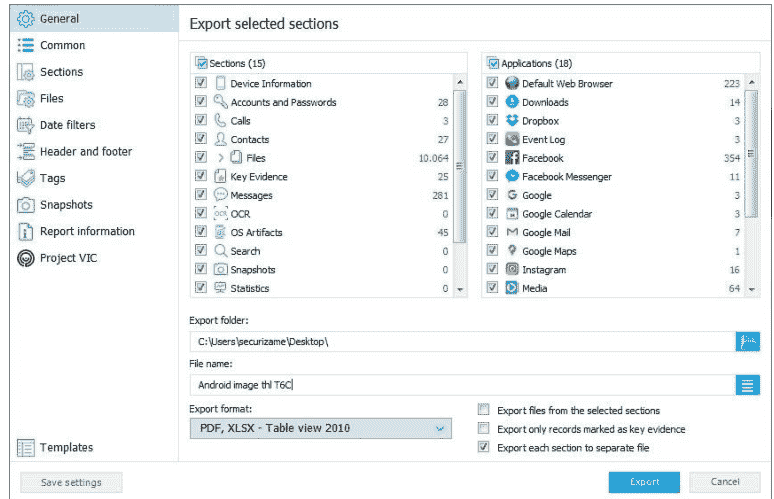 General
Common
Sections
Files
Date filters
Header and footer
Tags
Snapshots
Report information
Project VIC
Templates
Export selected sections
Sections (15)
Device Information
Accounts and Passwords 28
Calls 3
Contacts 27
Files 10.064
Key Evidence 25
Messages 281
OCR OCR 0
OS Artifacts 45
Search 0
Snapshots 0
Statistics 0
Applications (18)
Default Web Browser 223
Downloads 14
Dropbox 3
Event Log 3
Facebook 354
Facebook Messenger 11
Google 3
Google Calendar 3
Google Mail 7
Google Maps 1
Instagram 16
Media 64
Export folder:
C:\Users\securizame\Desktop\
File name:
Android image thl T6C
Export format:
PDF, XLSX - Table view 2010
Export files from the selected sections
Export only records marked as key evidence
Export each section to separate file
Save settings
Export
Cancel